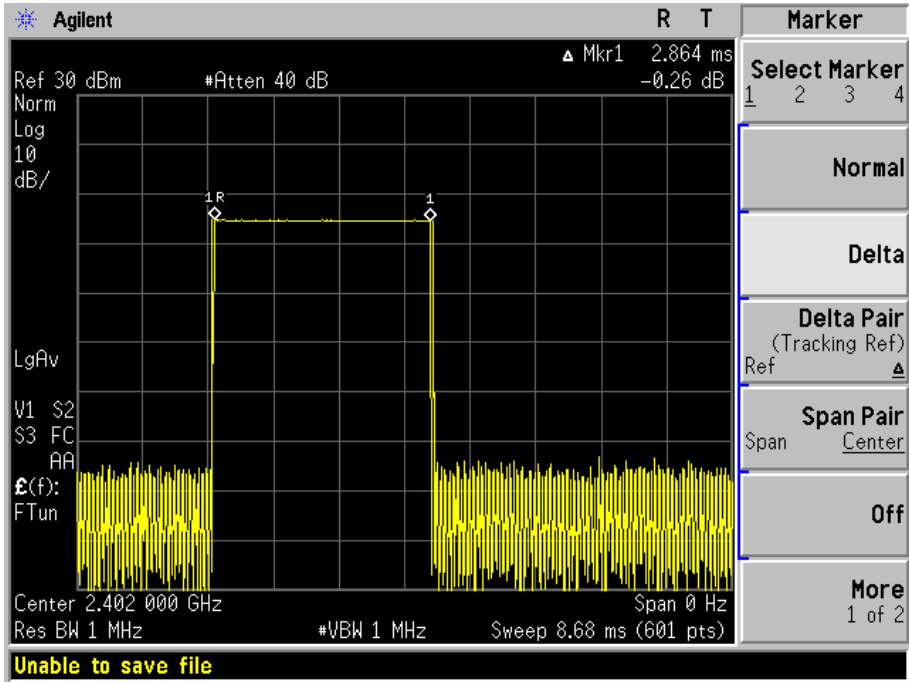 Agilent R T
Δ Mkr1 2.864 ms
Ref 30 dBm #Atten 40 dB -0.26 dB
Norm
Log
10
dB/
1R 1
LgAv
V1 S2
S3 FC
AA
£(f):
FTun
Center 2.402 000 GHz Span 0 Hz
Res BW 1 MHz #VBW 1 MHz Sweep 8.68 ms (601 pts)
Unable to save file
Marker
Select Marker
1 2 3 4
Normal
Delta
Delta Pair
(Tracking Ref)
Ref Δ
Span Pair
Span Center
Off
More
1 of 2